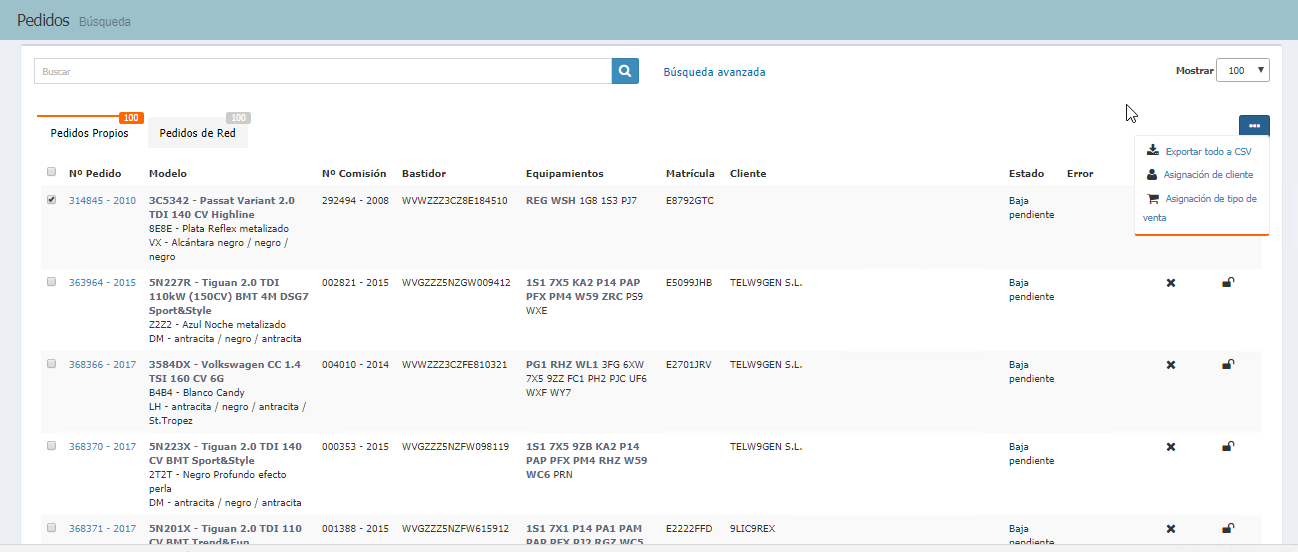 Pedidos Búsqueda
Buscar
Búsqueda avanzada
Mostrar 100
Pedidos Propios 100
Pedidos de Red 100
Exportar todo a CSV
Asignación de cliente
Asignación de tipo de
venta
Nº Pedido Modelo Nº Comisión Bastidor Equipamientos Matrícula Cliente Estado Error
314845 - 2010 3C5342 - Passat Variant 2.0 292494 - 2008 WVWZZZ3CZ8E184510 REG WSH 1G8 1S3 PJ7 E8792GTC Baja
TDI 140 CV Highline pendiente
8E8E - Plata Reflex metalizado
VX - Alcántara negro / negro /
negro
363964 - 2015 5N227R - Tiguan 2.0 TDI 002821 - 2015 WVGZZZ5NZGW009412 1S1 7X5 KA2 P14 PAP E5099JHB TELW9GEN S.L. Baja
110kW (150CV) BMT 4M DSG7 PFX PM4 W59 ZRC PS9 pendiente
Sport&Style WXE
Z2Z2 - Azul Noche metalizado
DM - antracita / negro / antracita
368366 - 2017 3584DX - Volkswagen CC 1.4 004010 - 2014 WVWZZZ3CZFE810321 PG1 RHZ WL1 3FG 6XW E2701JRV TELW9GEN S.L. Baja
TSI 160 CV 6G 7X5 9ZZ FC1 PH2 PJC UF6 pendiente
B4B4 - Blanco Candy WXF WY7
LH - antracita / negro / antracita /
St.Tropez
368370 - 2017 5N223X - Tiguan 2.0 TDI 140 000353 - 2015 WVGZZZ5NZFW098119 1S1 7X5 9ZB KA2 P14 TELW9GEN S.L. Baja
CV BMT Sport&Style PAP PFX PM4 RHZ W59 pendiente
2T2T - Negro Profundo efecto WC6 PRN
perla
DM - antracita / negro / antracita
368371 - 2017 5N201X - Tiguan 2.0 TDI 110 001388 - 2015 WVGZZZ5NZFW615912 1S1 7X1 P14 PA1 PAM E2222FFD 9LIC9REX Baja
CV BMT Trend&Fun PFX PJ2 RGZ WC5 pendiente